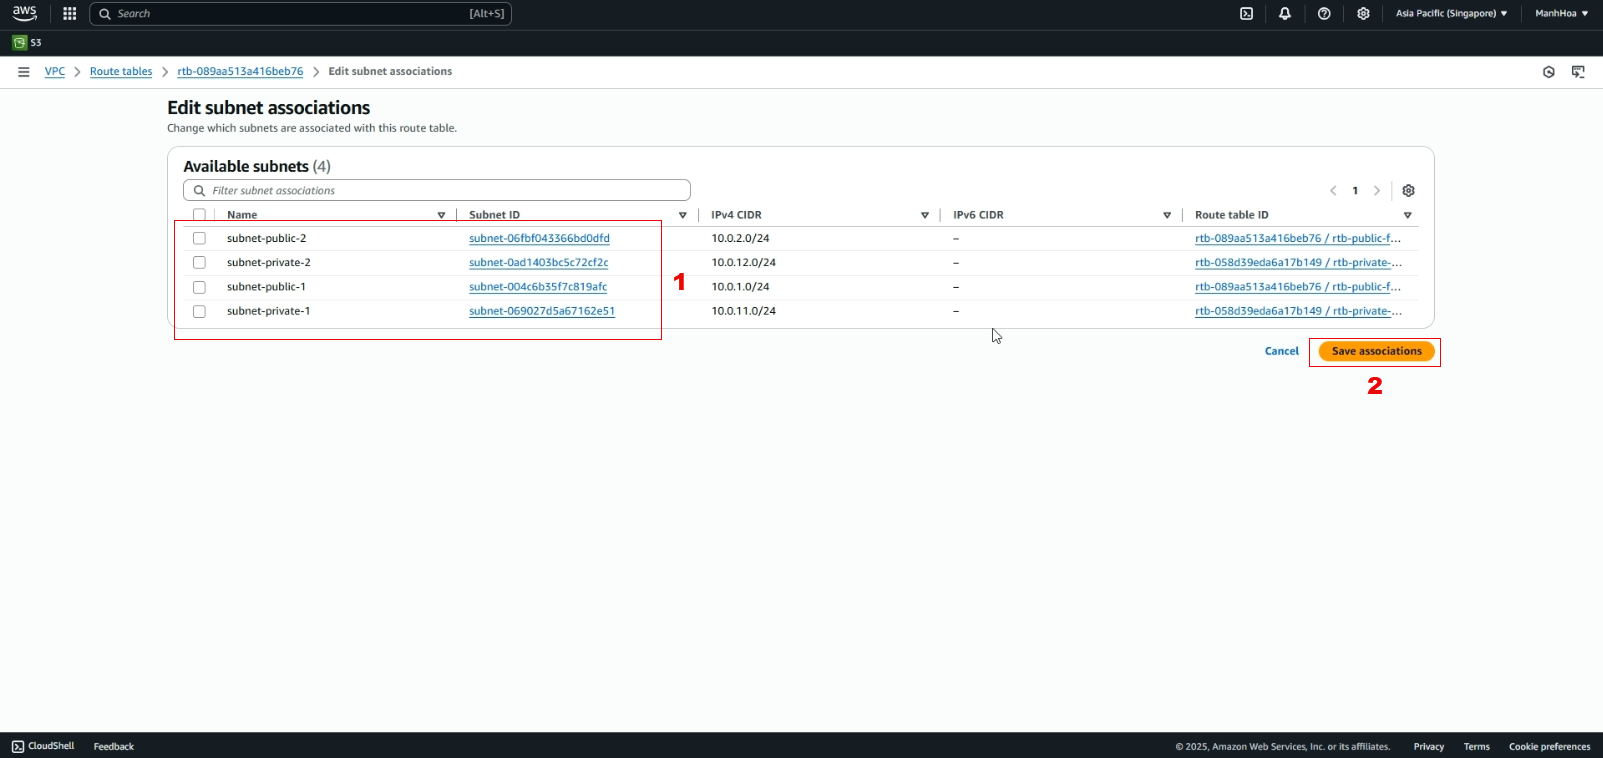 aws Search [Alt+S] Asia Pacific (Singapore) ManhHoa
S3
VPC Route tables rtb-089aa513a416beb76 Edit subnet associations
Edit subnet associations
Change which subnets are associated with this route table.
Available subnets (4)
Filter subnet associations
1
Name Subnet ID IPv4 CIDR IPv6 CIDR Route table ID
subnet-public-2 subnet-06fbf043366bd0dfd 10.0.2.0/24 – rtb-089aa513a416beb76 / rtb-public-f...
subnet-private-2 subnet-0ad1403bc5c72cf2c 10.0.12.0/24 – rtb-058d39eda6a17b149 / rtb-private-...
1
subnet-public-1 subnet-004c6b35f7c819afc 10.0.1.0/24 – rtb-089aa513a416beb76 / rtb-public-f...
subnet-private-1 subnet-069027d5a67162e51 10.0.11.0/24 – rtb-058d39eda6a17b149 / rtb-private-...
Cancel Save associations
2
CloudShell Feedback © 2025, Amazon Web Services, Inc. or its affiliates. Privacy Terms Cookie preferences